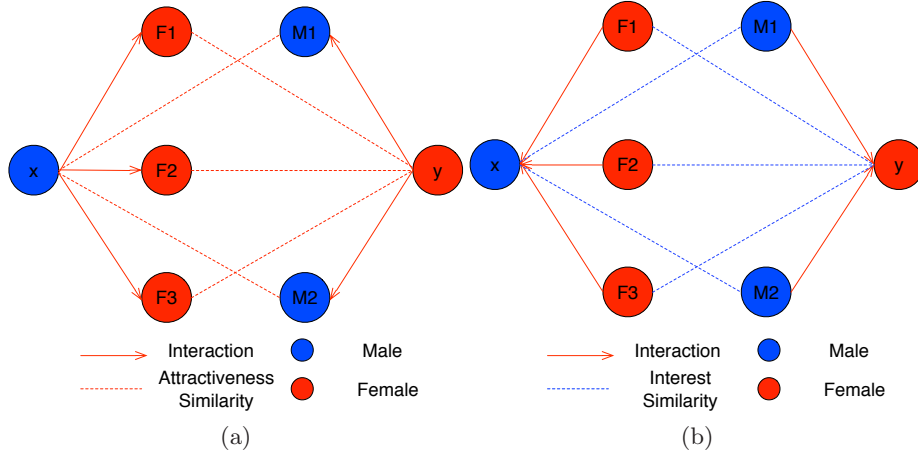 F1
M1
x
F2
y
F3
M2
Interaction
Male
Attractiveness
Similarity
Female
(a)
F1
M1
x
F2
y
F3
M2
Interaction
Male
Interest
Similarity
Female
(b)